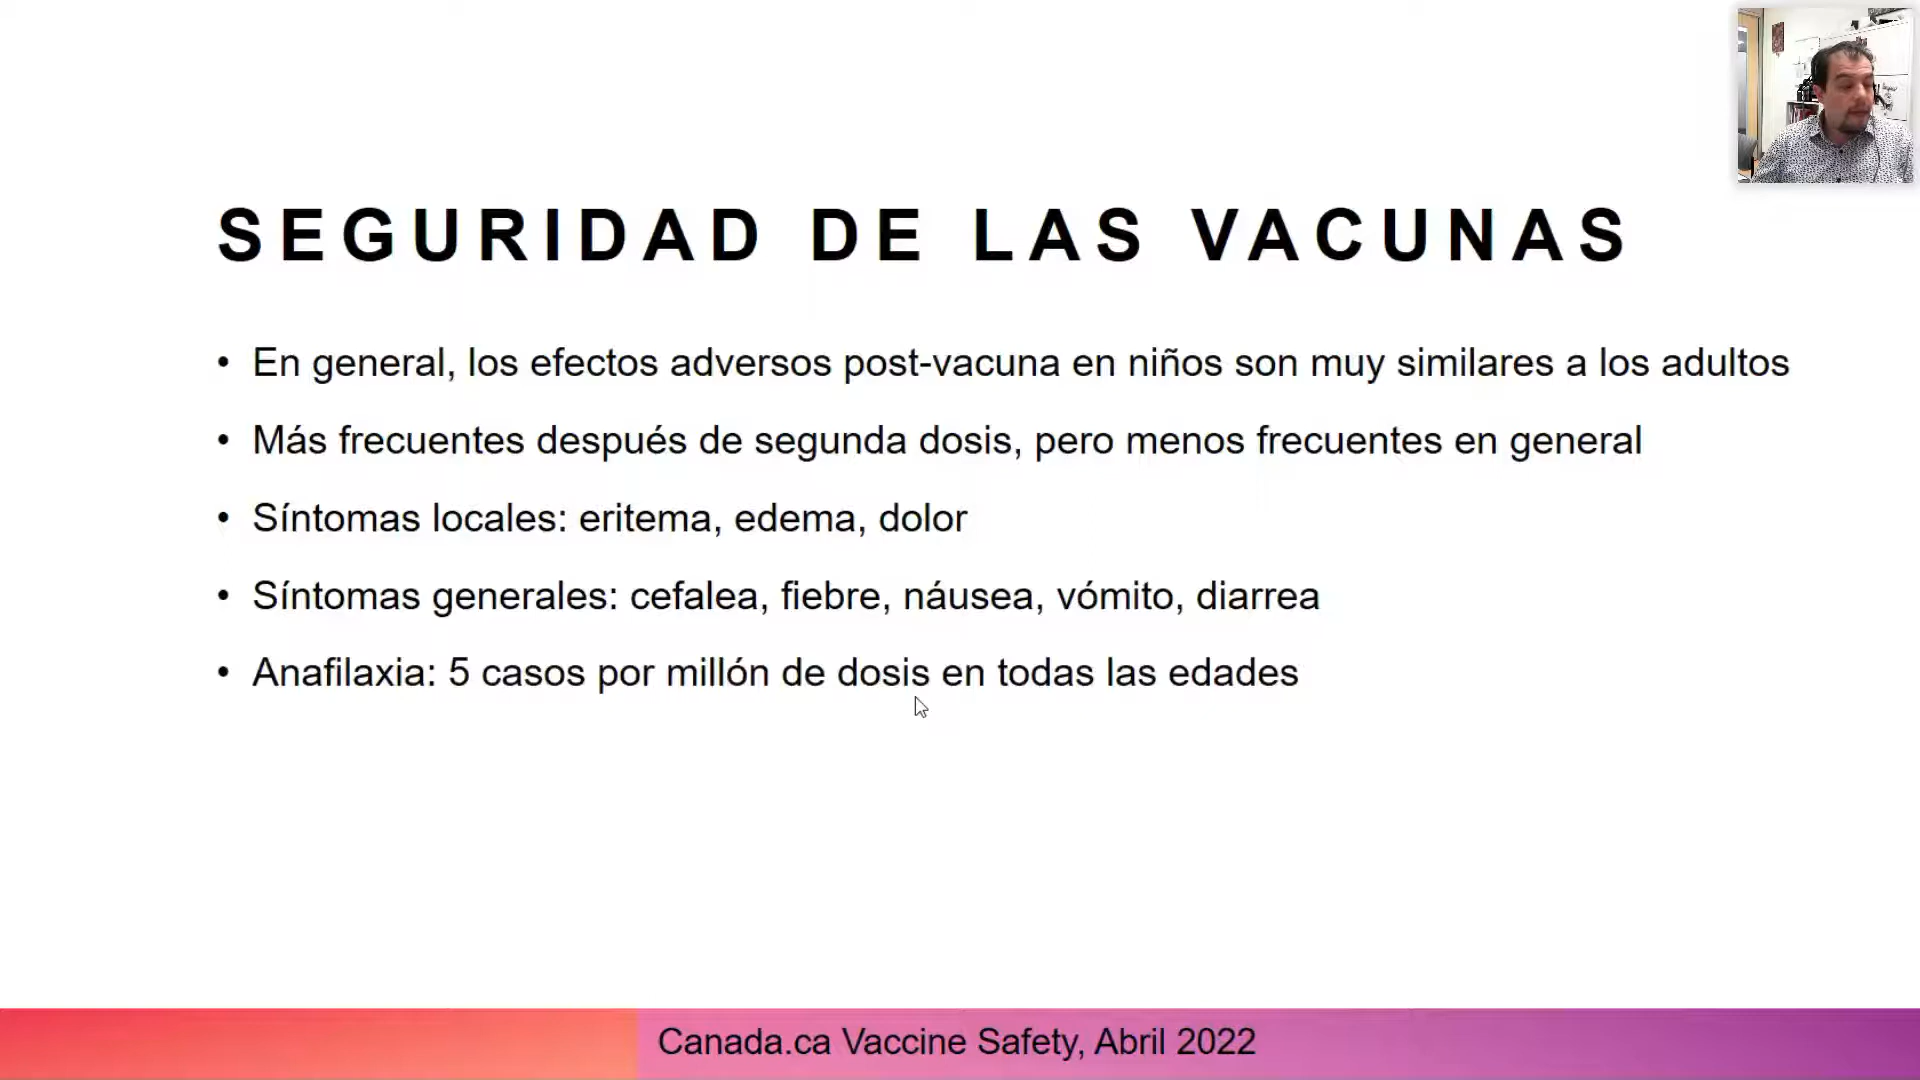 SEGURIDAD DE LAS VACUNAS
• En general, los efectos adversos post-vacuna en niños son muy similares a los adultos
• Más frecuentes después de segunda dosis, pero menos frecuentes en general
• Síntomas locales: eritema, edema, dolor
• Síntomas generales: cefalea, fiebre, náusea, vómito, diarrea
• Anafilaxia: 5 casos por millón de dosis en todas las edades
Canada.ca Vaccine Safety, Abril 2022